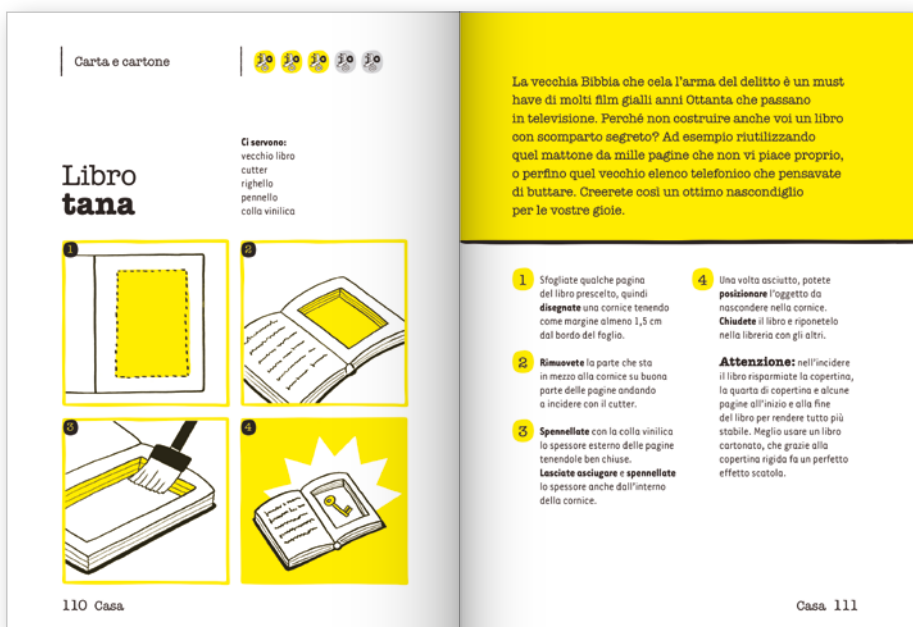 Carta e cartone
Libro
tana
Ci servono:
vecchio libro
cutter
righello
pennello
colla vinilica
1
2
3
4
110 Casa
La vecchia Bibbia che cela l'arma del delitto è un must
have di molti film gialli anni Ottanta che passano
in televisione. Perché non costruire anche voi un libro
con scomparto segreto? Ad esempio riutilizzando
quel mattone da mille pagine che non vi piace proprio,
o perfino quel vecchio elenco telefonico che pensavate
di buttare. Creerete così un ottimo nascondiglio
per le vostre gioie.
1 Sfogliate qualche pagina
del libro prescelto, quindi
disegnate una cornice tenendo
come margine almeno 1,5 cm
dal bordo del foglio.
2 Rimuovete la parte che sta
in mezzo alla cornice su buona
parte delle pagine andando
a incidere con il cutter.
3 Spennellate con la colla vinilica
lo spessore esterno delle pagine
tenendole ben chiuse.
Lasciate asciugare e spennellate
lo spessore anche dall'interno
della cornice.
4 Una volta asciutto, potete
posizionare l'oggetto da
nascondere nella cornice.
Chiudete il libro e riponetelo
nella libreria con gli altri.
Attenzione: nell'incidere
il libro risparmiate la copertina,
la quarta di copertina e alcune
pagine all'inizio e alla fine
del libro per rendere tutto più
stabile. Meglio usare un libro
cartonato, che grazie alla
copertina rigida fa un perfetto
effetto scatola.
Casa 111